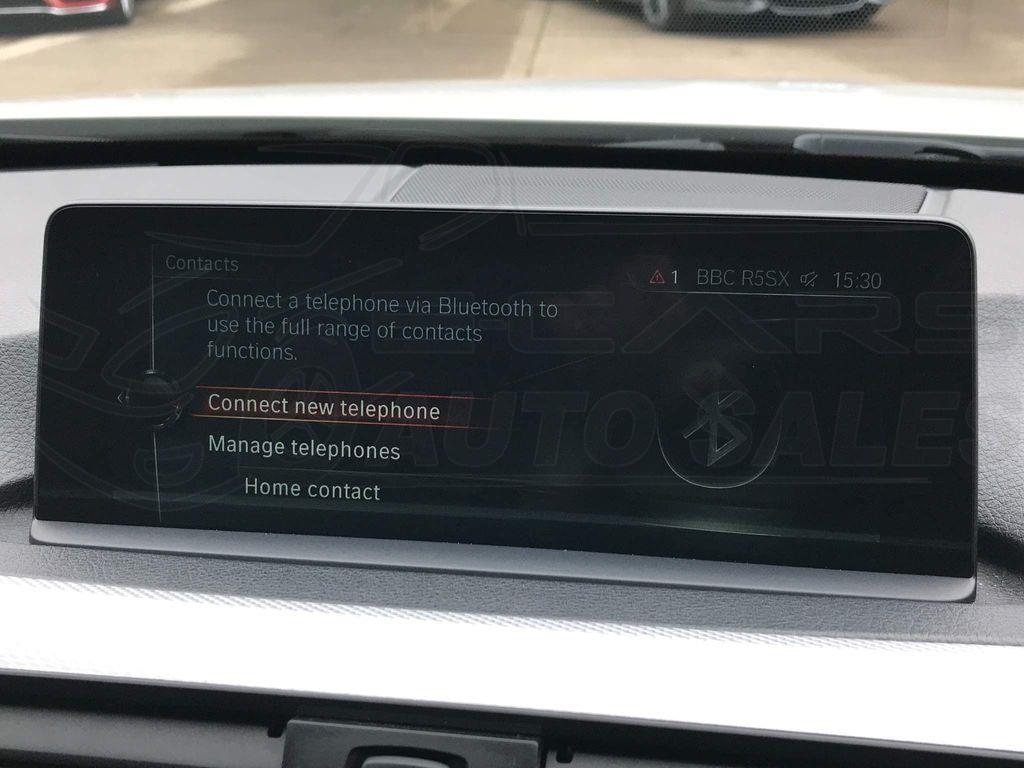 Contacts
1 BBC R5SX 15:30
Connect a telephone via Bluetooth to
use the full range of contacts
functions.
Connect new telephone
Manage telephones
Home contact
CARS
AUTO SALES